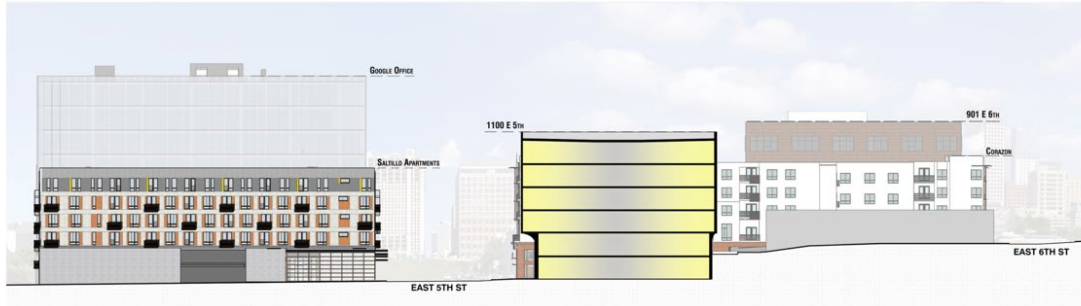 GOOGLE OFFICE
SALTILLO APARTMENTS
1100 E 5TH
901 E 6TH
CORAZON
EAST 5TH ST
EAST 6TH ST